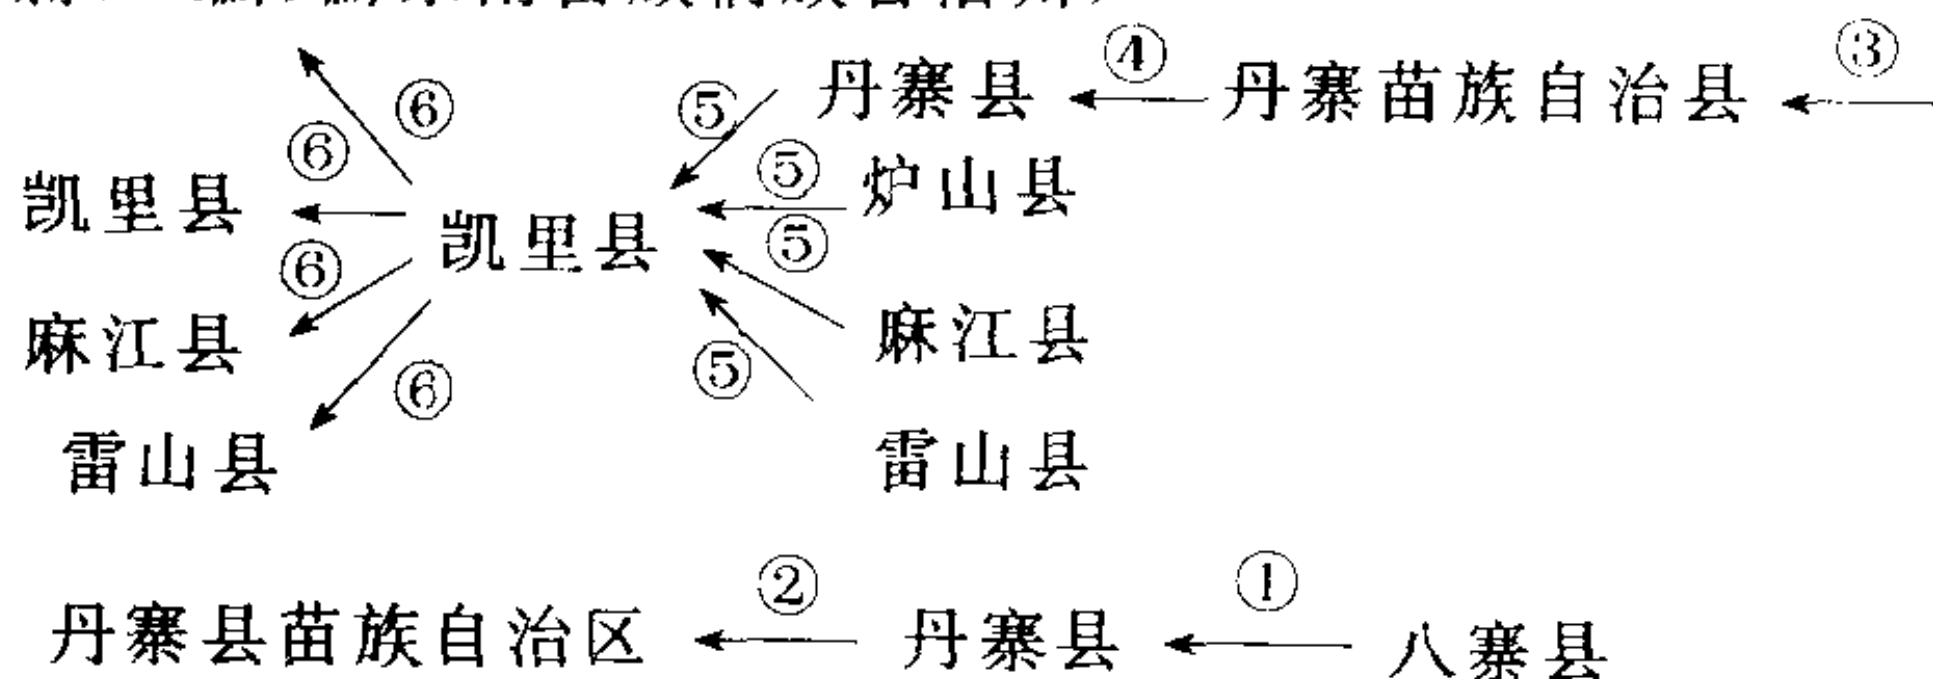 ④ ③
丹寨县 丹寨苗族自治县
⑥ ⑤
⑥ ⑤ 炉山县
凯里县 凯里县 ⑤
⑥ 麻江县
麻江县 ⑥ ⑤
雷山县 雷山县
② ①
丹寨县苗族自治区 丹寨县 八寨县